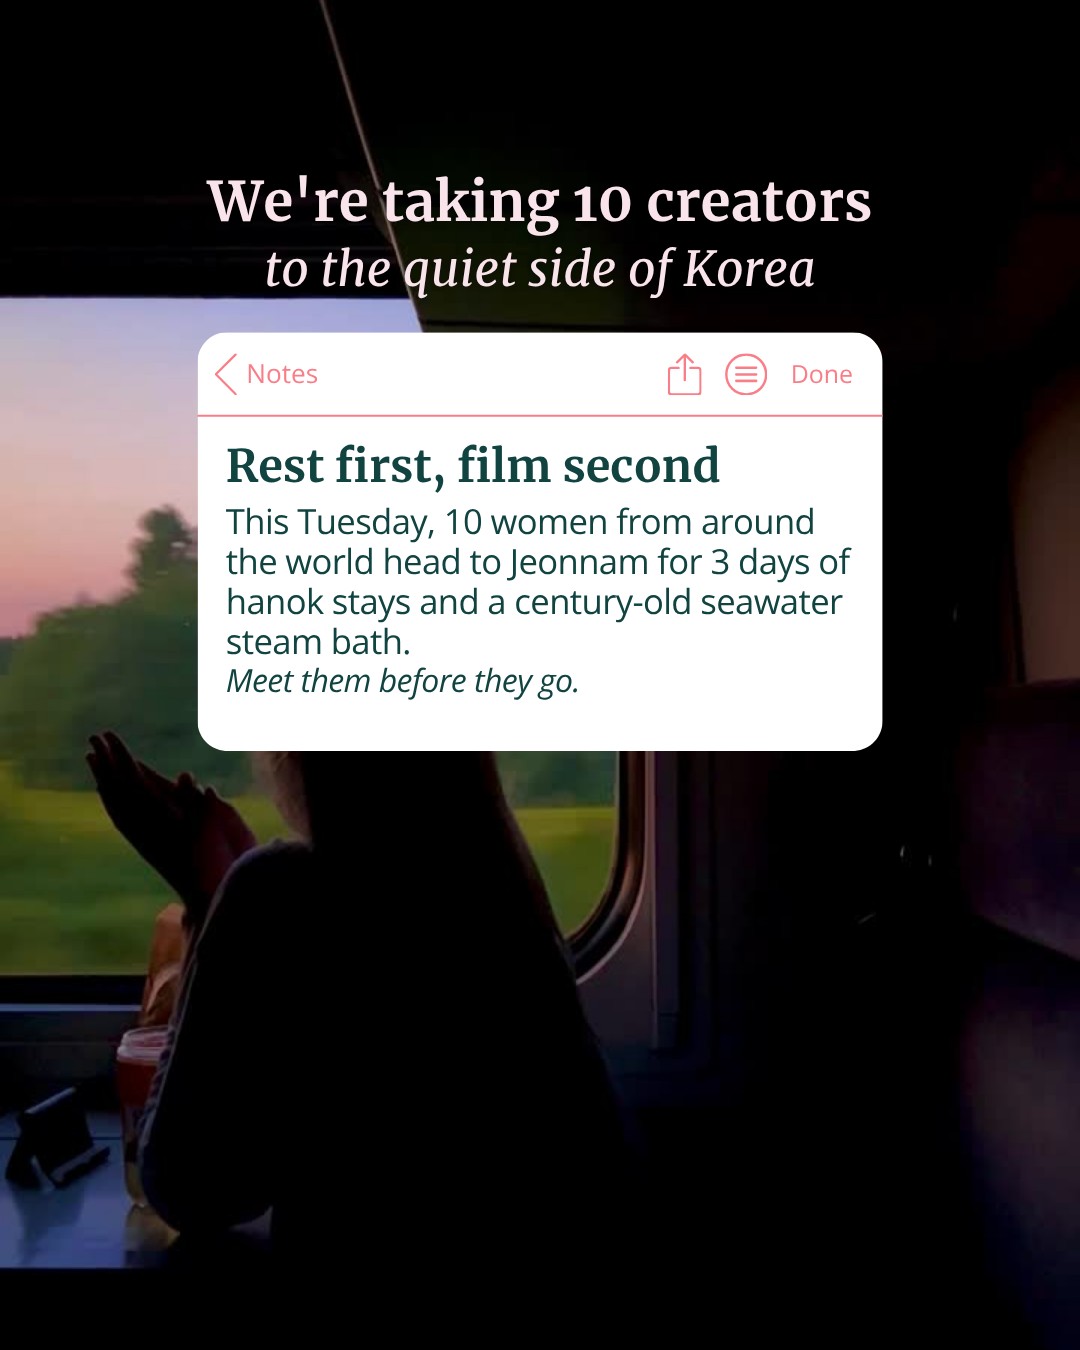 We're taking 10 creators
to the quiet side of Korea
Notes
Done
Rest first, film second
This Tuesday, 10 women from around
the world head to Jeonnam for 3 days of
hanok stays and a century-old seawater
steam bath.
Meet them before they go.